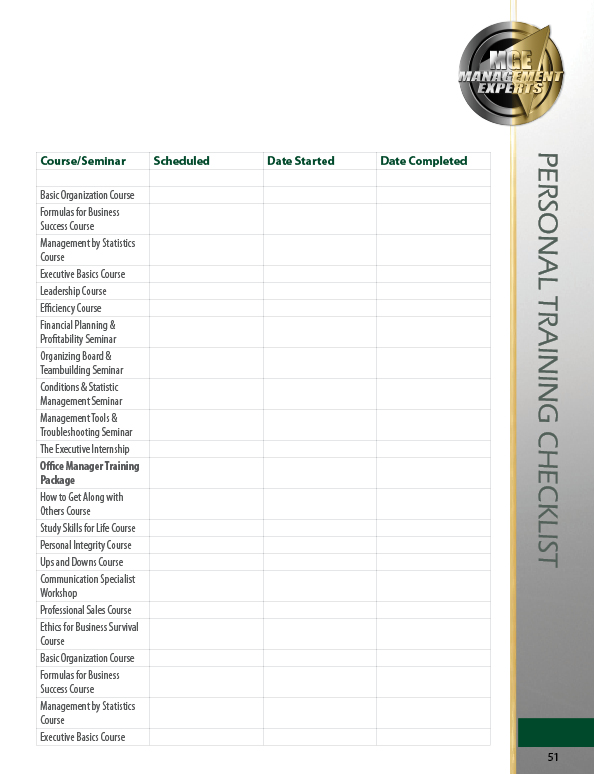 MGE
MANAGEMENT
EXPERTS
PERSONAL TRAINING CHECKLIST
Course/Seminar Scheduled Date Started Date Completed
Basic Organization Course
Formulas for Business
Success Course
Management by Statistics
Course
Executive Basics Course
Leadership Course
Efficiency Course
Financial Planning &
Profitability Seminar
Organizing Board &
Teambuilding Seminar
Conditions & Statistic
Management Seminar
Management Tools &
Troubleshooting Seminar
The Executive Internship
Office Manager Training
Package
How to Get Along with
Others Course
Study Skills for Life Course
Personal Integrity Course
Ups and Downs Course
Communication Specialist
Workshop
Professional Sales Course
Ethics for Business Survival
Course
Basic Organization Course
Formulas for Business
Success Course
Management by Statistics
Course
Executive Basics Course
51